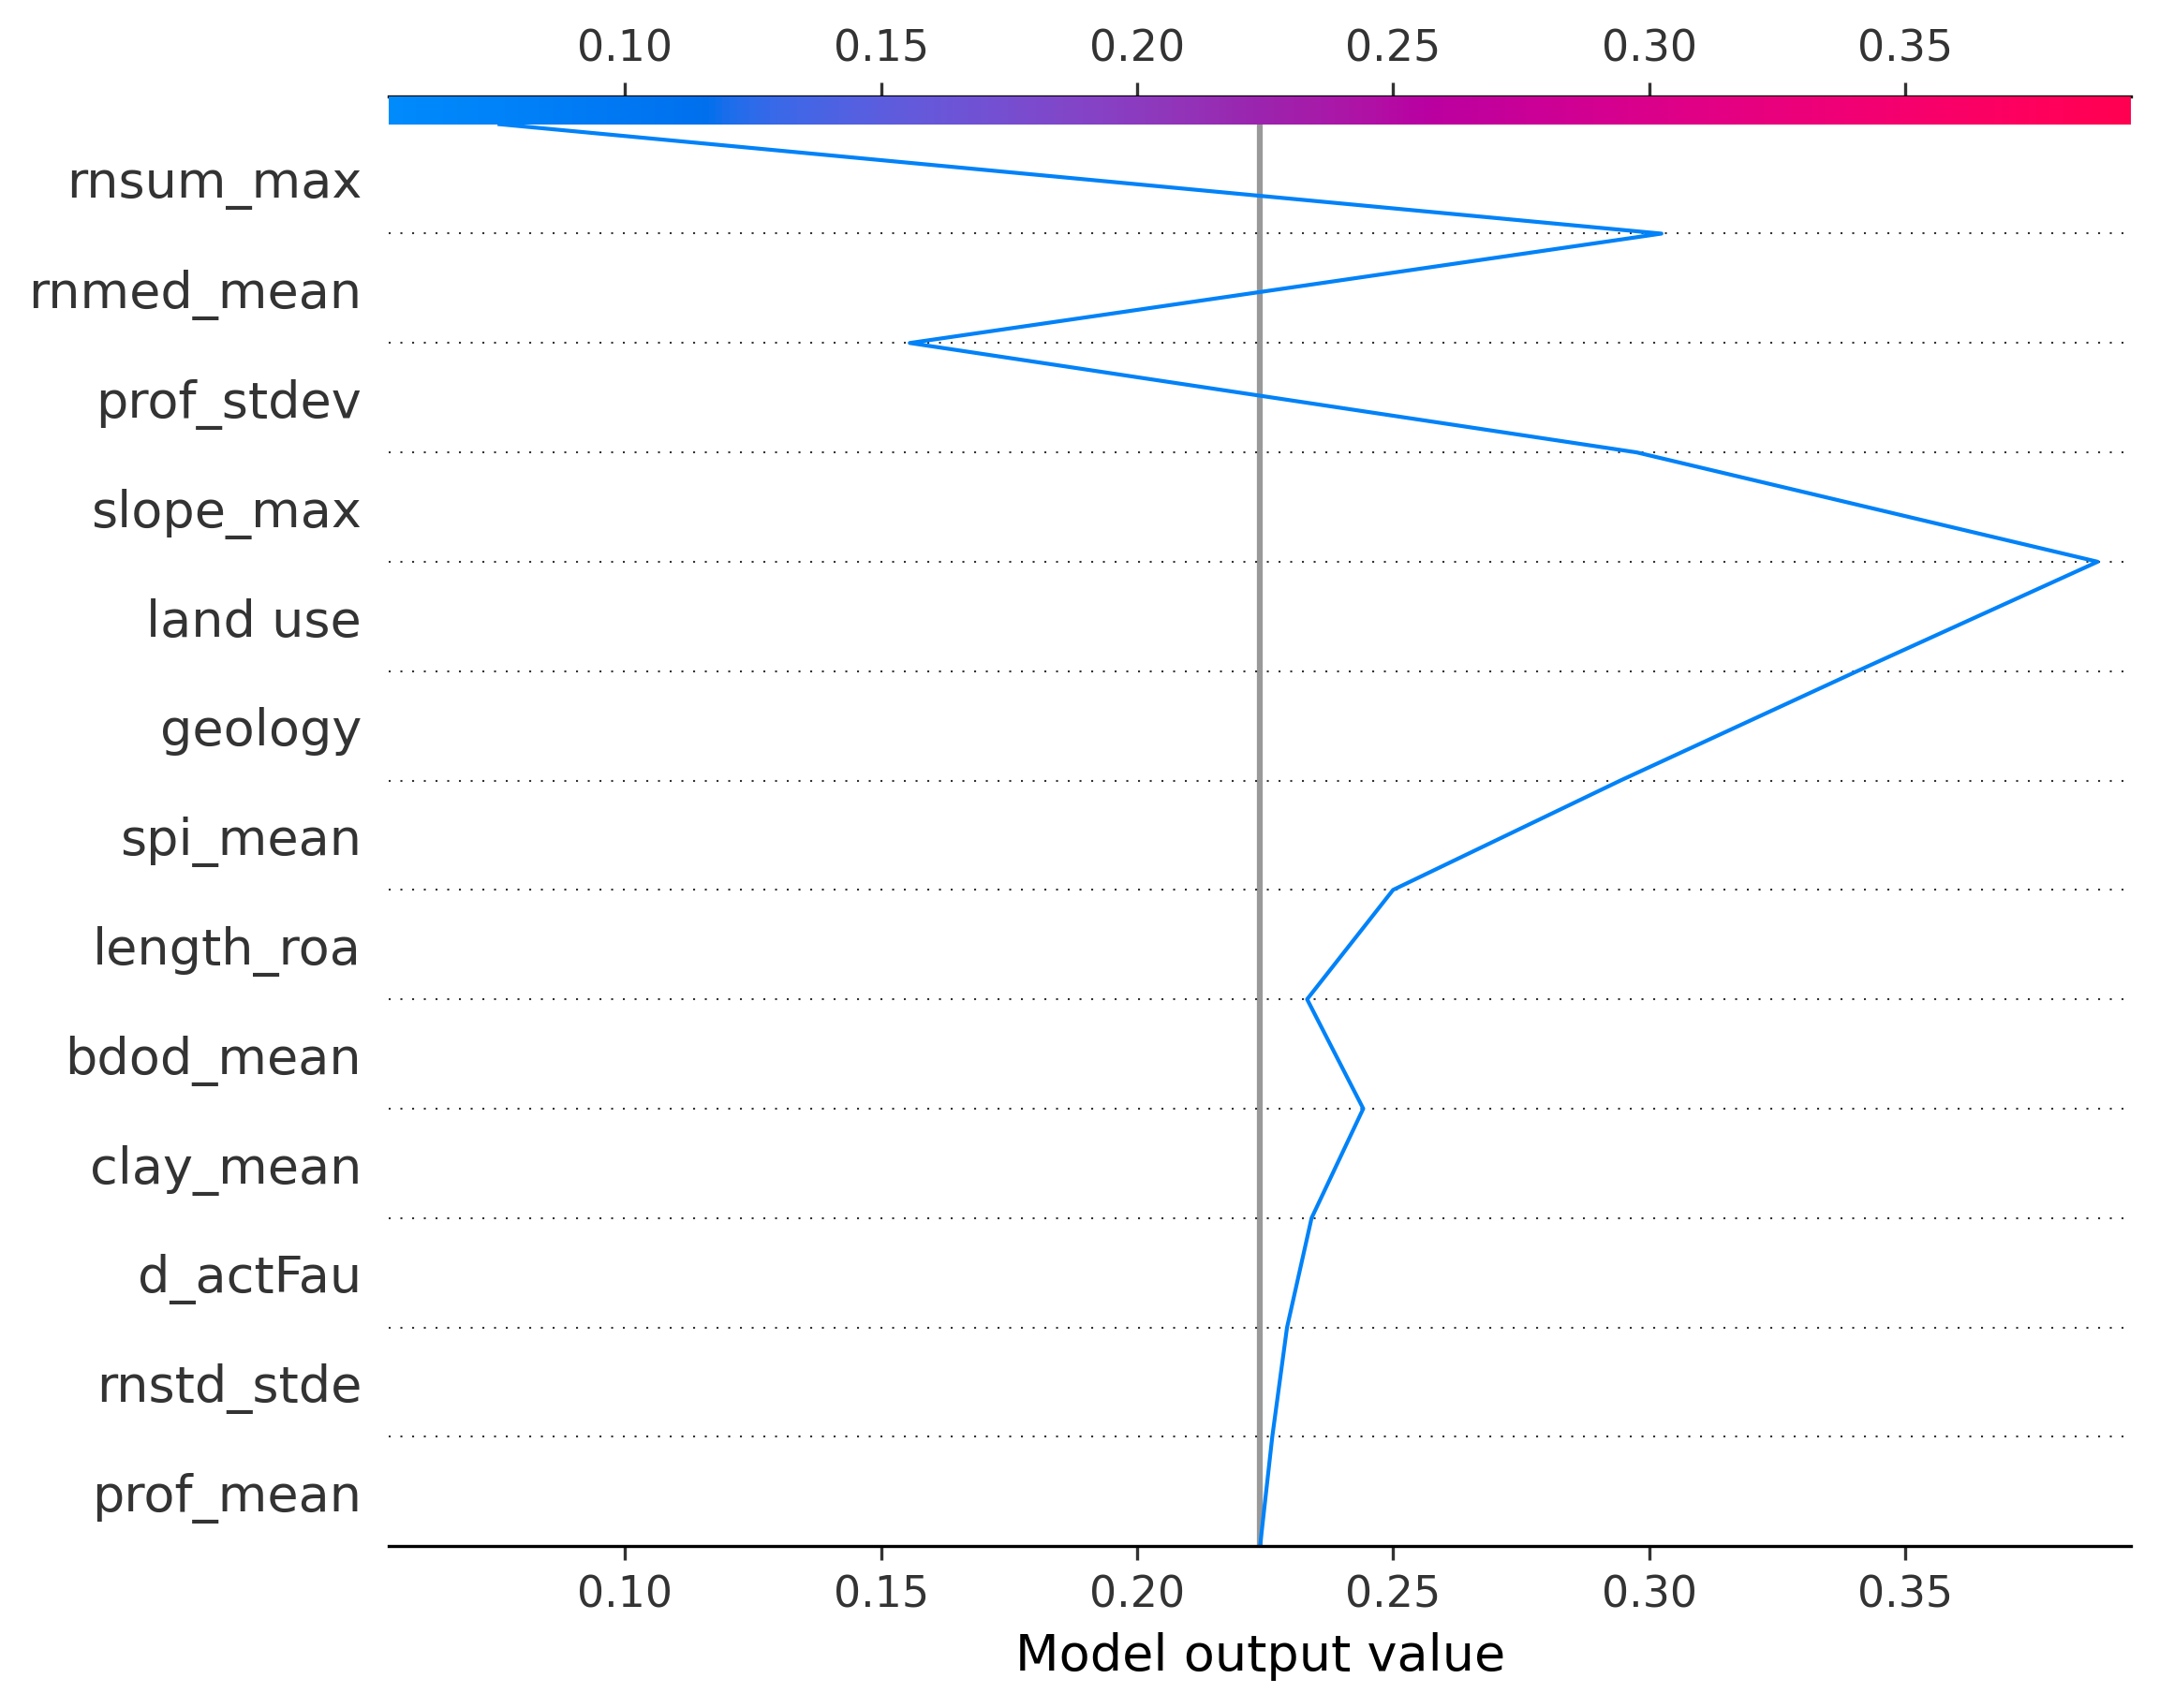 0.10 0.15 0.20 0.25 0.30 0.35
rnsum_max
rnmed_mean
prof_stdev
slope_max
land use
geology
spi_mean
length_roa
bdod_mean
clay_mean
d_actFau
rnstd_stde
prof_mean
0.10 0.15 0.20 0.25 0.30 0.35
Model output value